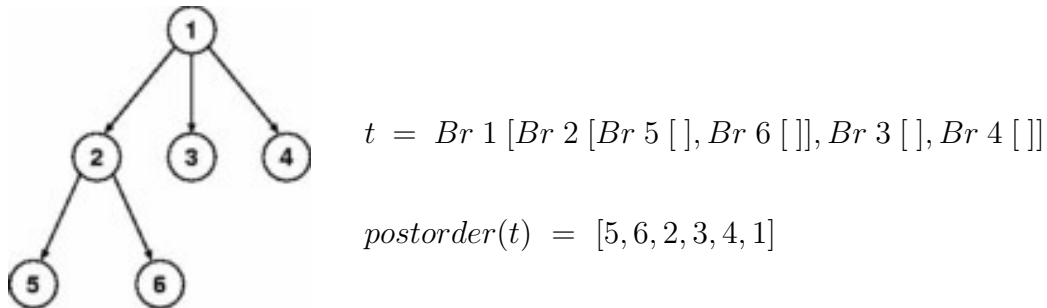 1
t = Br 1 [Br 2 [Br 5 [ ], Br 6 [ ]], Br 3 [ ], Br 4 [ ]]
2 3 4
postorder(t) = [5, 6, 2, 3, 4, 1]
5 6